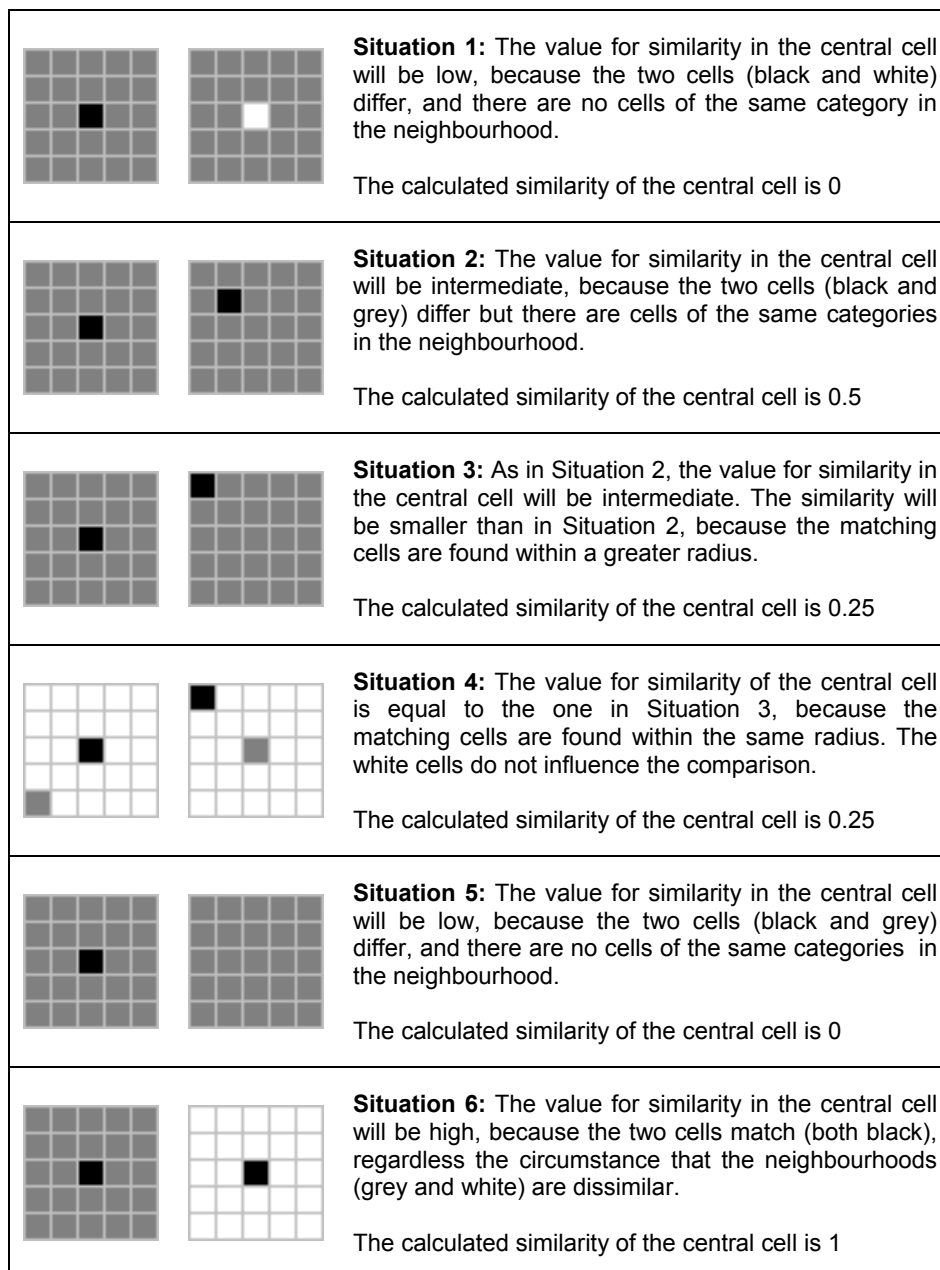 Situation 1: The value for similarity in the central cell
will be low, because the two cells (black and white)
differ, and there are no cells of the same category in
the neighbourhood.
The calculated similarity of the central cell is 0
Situation 2: The value for similarity in the central cell
will be intermediate, because the two cells (black and
grey) differ but there are cells of the same categories
in the neighbourhood.
The calculated similarity of the central cell is 0.5
Situation 3: As in Situation 2, the value for similarity in
the central cell will be intermediate. The similarity will
be smaller than in Situation 2, because the matching
cells are found within a greater radius.
The calculated similarity of the central cell is 0.25
Situation 4: The value for similarity of the central cell
is equal to the one in Situation 3, because the
matching cells are found within the same radius. The
white cells do not influence the comparison.
The calculated similarity of the central cell is 0.25
Situation 5: The value for similarity in the central cell
will be low, because the two cells (black and grey)
differ, and there are no cells of the same categories in
the neighbourhood.
The calculated similarity of the central cell is 0
Situation 6: The value for similarity in the central cell
will be high, because the two cells match (both black),
regardless the circumstance that the neighbourhoods
(grey and white) are dissimilar.
The calculated similarity of the central cell is 1